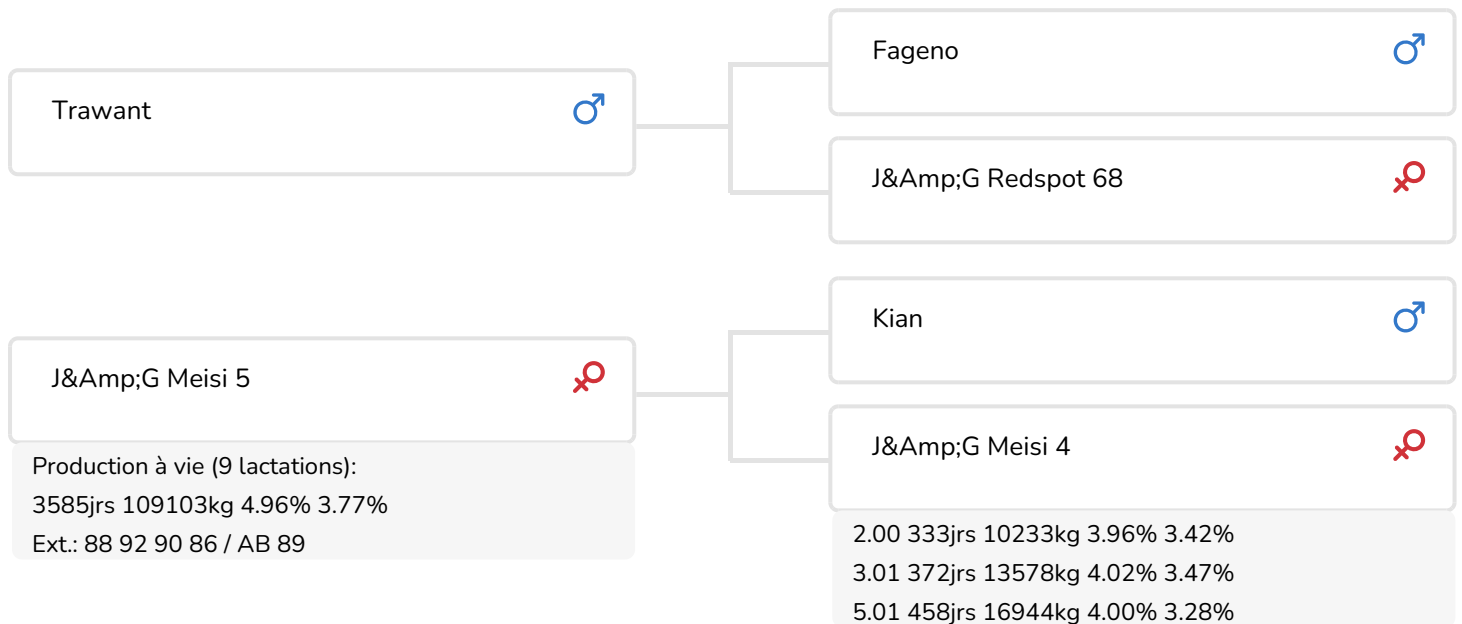 Trawant
Fageno
J&Amp;G Redspot 68
J&Amp;G Meisi 5
Production à vie (9 lactations):
3585jrs 109103kg 4.96% 3.77%
Ext.: 88 92 90 86 / AB 89
Kian
J&Amp;G Meisi 4
2.00 333jrs 10233kg 3.96% 3.42%
3.01 372jrs 13578kg 4.02% 3.47%
5.01 458jrs 16944kg 4.00% 3.28%